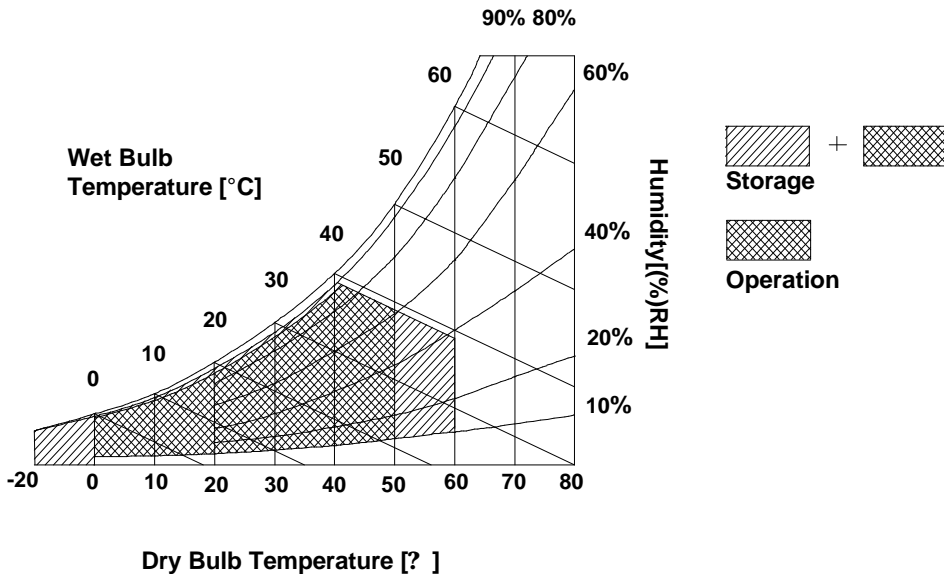 90% 80%
60
60%
50
Wet Bulb
Temperature [°C]
Humidity[(%)RH]
+
Storage
40
40%
30
Operation
20
20%
10
0
10%
-20 0 10 20 30 40 50 60 70 80
Dry Bulb Temperature [? ]